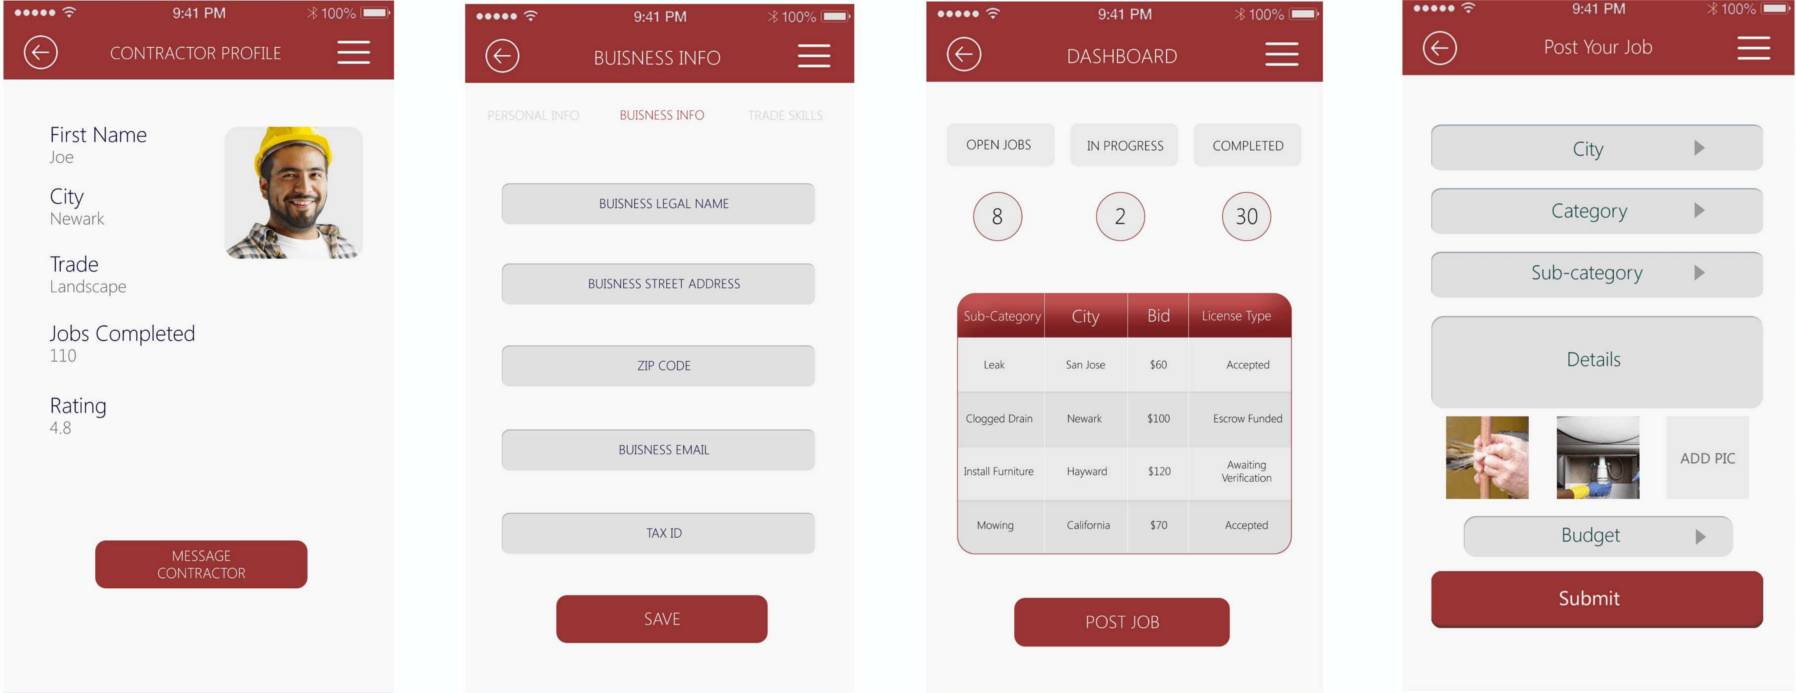 9:41 PM
100%
CONTRACTOR PROFILE
First Name
Joe
City
Newark
Trade
Landscape
Jobs Completed
110
Rating
4.8
MESSAGE
CONTRACTOR
9:41 PM
100%
BUISNESS INFO
PERSONAL INFO BUISNESS INFO TRADE SKILLS
BUISNESS LEGAL NAME
BUISNESS STREET ADDRESS
ZIP CODE
BUISNESS EMAIL
TAX ID
SAVE
9:41 PM
100%
DASHBOARD
OPEN JOBS IN PROGRESS COMPLETED
8 2 30
Sub-Category City Bid License Type
Leak San Jose $60 Accepted
Clogged Drain Newark $100 Escrow Funded
Install Furniture Hayward $120 Awaiting
Verification
Mowing California $70 Accepted
POST JOB
9:41 PM
100%
Post Your Job
City
Category
Sub-category
Details
ADD PIC
Budget
Submit